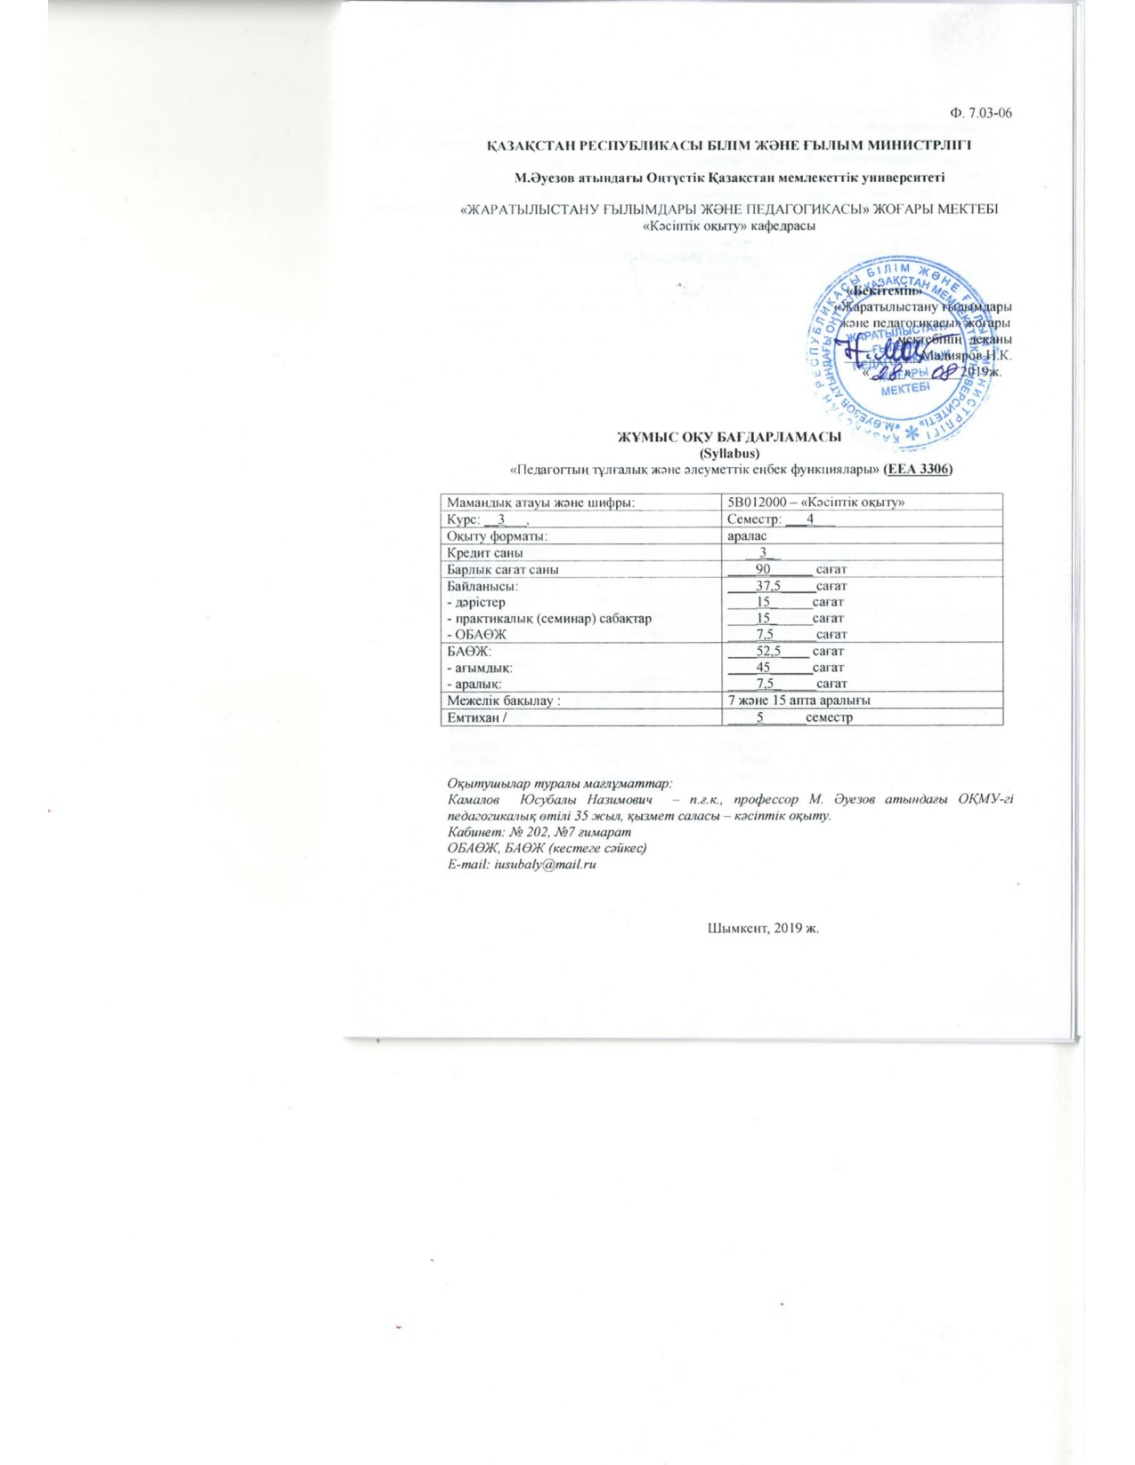 Ф. 7.03-06
ҚАЗАҚСТАН РЕСПУБЛИКАСЫ БІЛІМ ЖӘНЕ ҒЫЛЫМ МИНИСТРЛІГІ
М.Әуезов атындағы Оңтүстік Қазақстан мемлекеттік университеті
«ЖАРАТЫЛЫСТАНУ ҒЫЛЫМДАРЫ ЖӘНЕ ПЕДАГОГИКАСЫ» ЖОҒАРЫ МЕКТЕБІ
«Кәсіптік оқыту» кафедрасы
«Бекітемін»
«Жаратылыстану ғылымдары
және педагогикасы» жоғары
мектебінің деканы
Мадияров Н.К.
« 28 » 08 2019ж.
ЖҰМЫС ОҚУ БАҒДАРЛАМАСЫ
(Syllabus)
«Педагогтың тұлғалық және әлеуметтік еңбек функциялары» (ЕЕА 3306)
Мамандық атауы және шифры: 5В012000 – «Кәсіптік оқыту»
Курс: __3___. Семестр: ___4___
Оқыту форматы: аралас
Кредит саны 3
Барлық сағат саны 90 сағат
Байланысы: 37,5 сағат
- дәрістер 15 сағат
- практикалық (семинар) сабақтар 15 сағат
- ОБАӨЖ 7,5 сағат
БАӨЖ: 52,5 сағат
- ағымдық: 45 сағат
- аралық: 7,5 сағат
Межелік бақылау : 7 және 15 апта аралығы
Емтихан / 5 семестр
Оқытушылар туралы мағлұматтар:
Камалов Юсубалы Назимович – п.ғ.к., профессор М. Әуезов атындағы ОҚМУ-гі
педагогикалық өтілі 35 жыл, қызмет саласы – кәсіптік оқыту.
Кабинет: № 202, №7 ғимарат
ОБАӨЖ, БАӨЖ (кестеге сәйкес)
E-mail: iusubaly@mail.ru
Шымкент, 2019 ж.